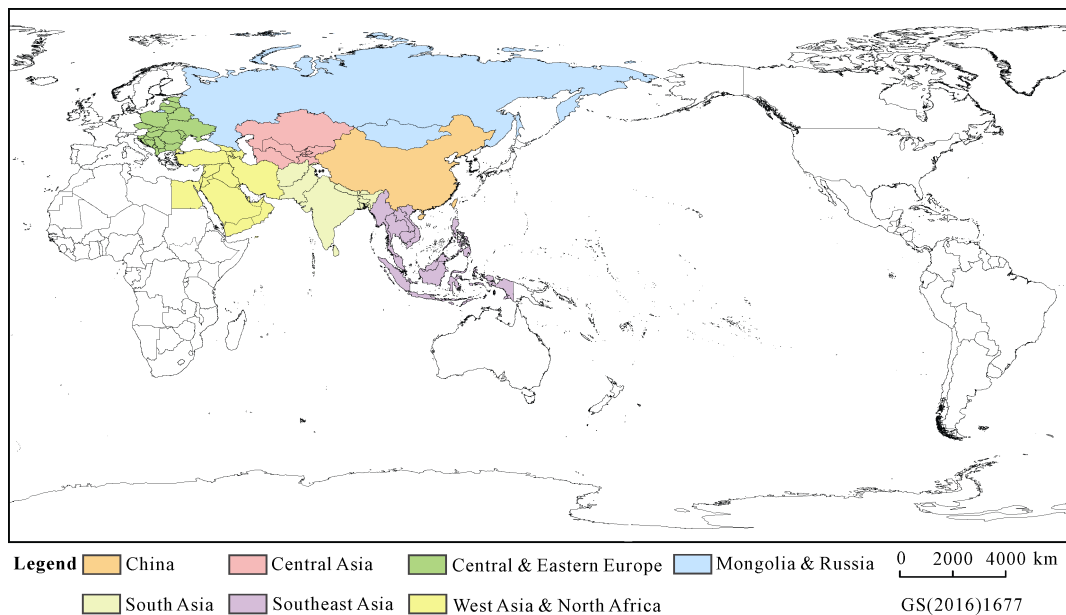 Legend China Central Asia Central & Eastern Europe Mongolia & Russia 0 2000 4000 km
South Asia Southeast Asia West Asia & North Africa GS(2016)1677